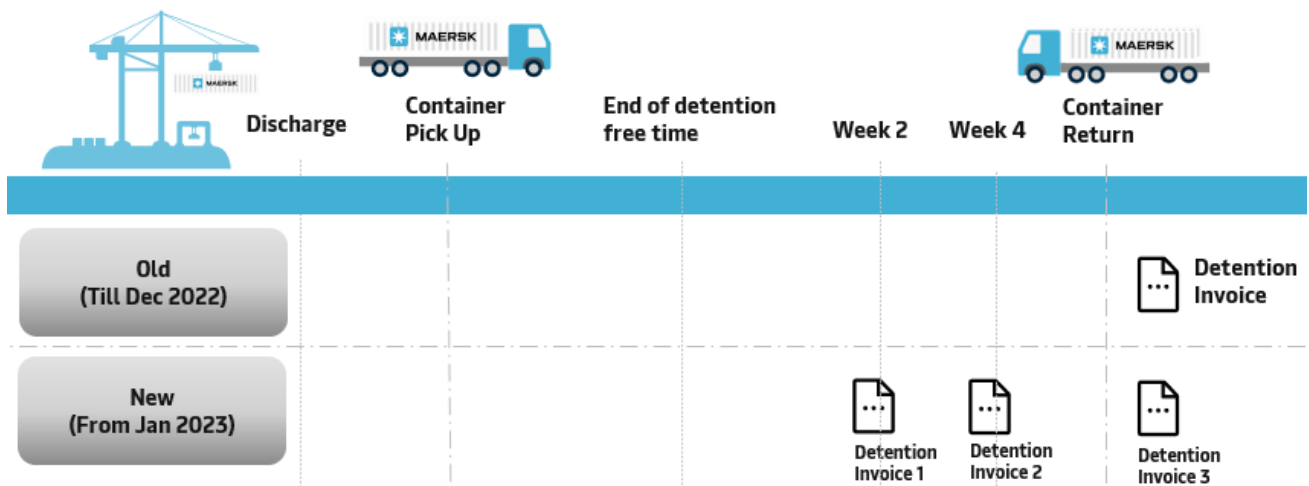 MAERSK
MAERSK
MAERSK
Discharge
Container
Pick Up
End of detention
free time
Week 2
Week 4
Container
Return
Old
(Till Dec 2022)
Detention
Invoice
New
(From Jan 2023)
Detention
Invoice 1
Detention
Invoice 2
Detention
Invoice 3